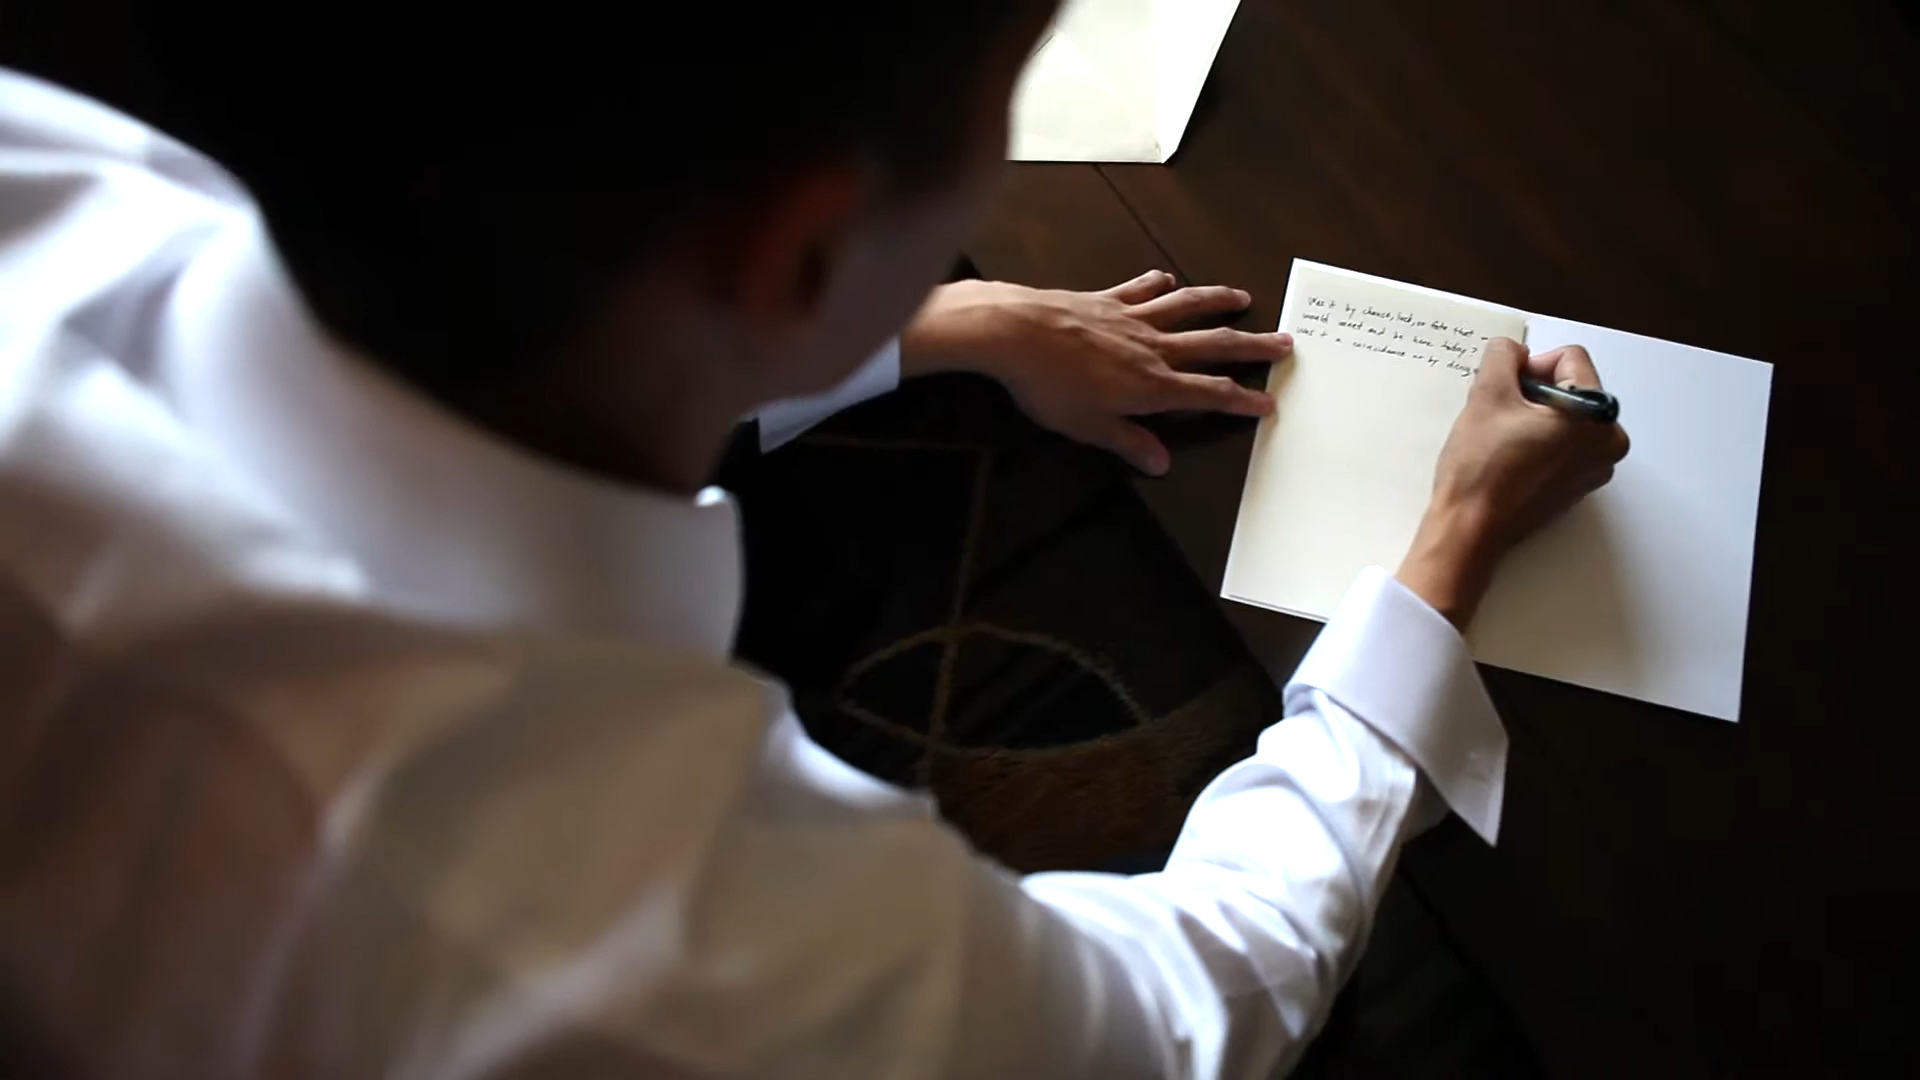 Was it by chance, luck, or fate that
would meet and be here today?
Was it a coincidence or by desig